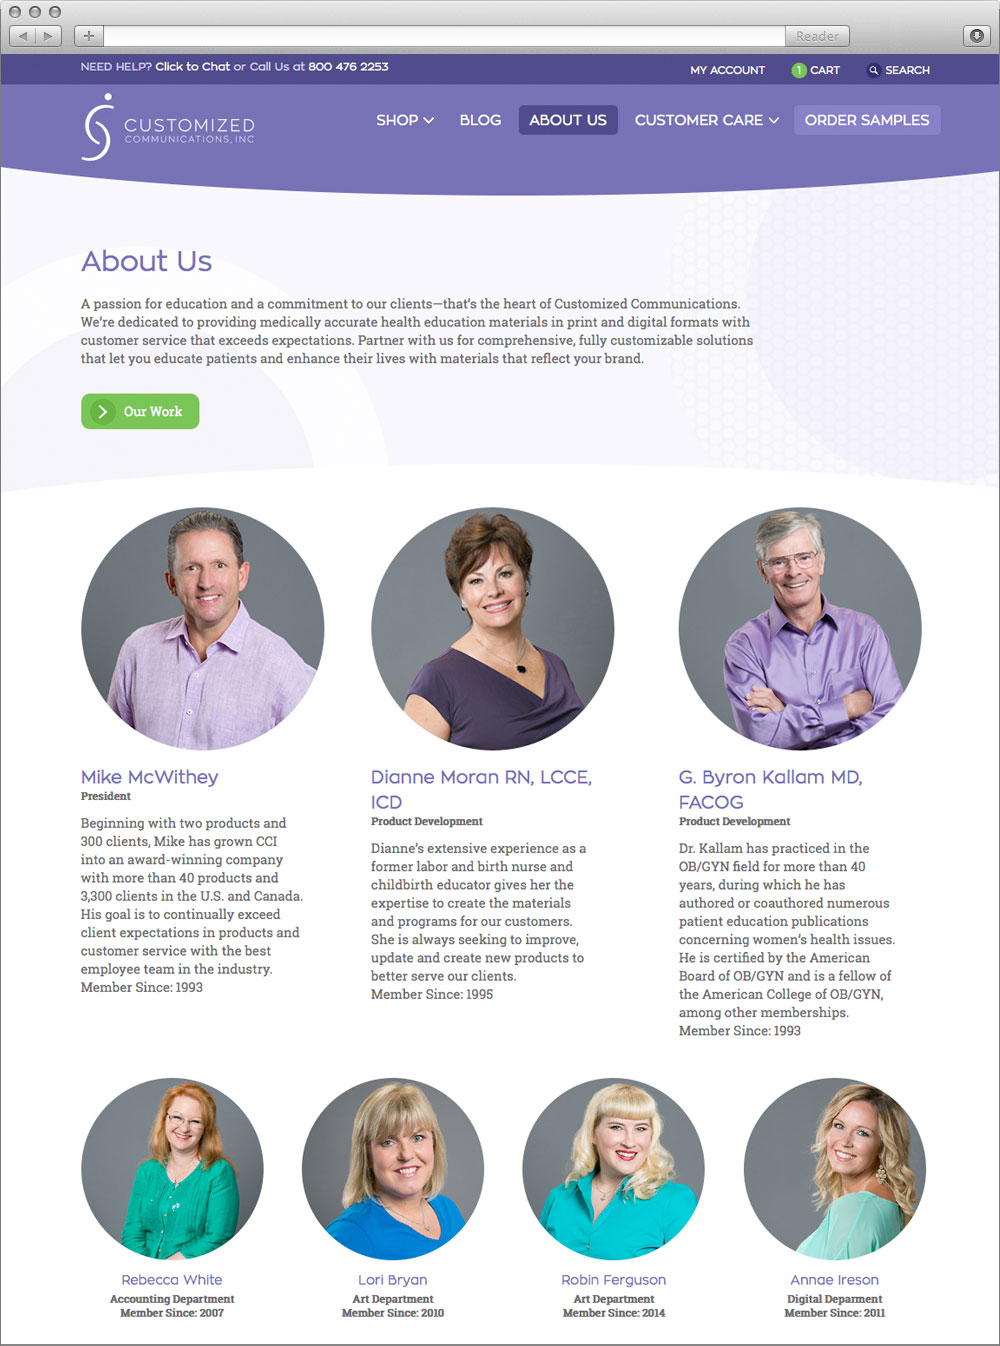 Reader
NEED HELP? Click to Chat or Call Us at 800 476 2253
MY ACCOUNT
1 CART
SEARCH
CUSTOMIZED
COMMUNICATIONS, INC
SHOP
BLOG
ABOUT US
CUSTOMER CARE
ORDER SAMPLES
About Us
A passion for education and a commitment to our clients—that's the heart of Customized Communications.
We're dedicated to providing medically accurate health education materials in print and digital formats with
customer service that exceeds expectations. Partner with us for comprehensive, fully customizable solutions
that let you educate patients and enhance their lives with materials that reflect your brand.
Our Work
Mike McWithey
President
Beginning with two products and
300 clients, Mike has grown CCI
into an award-winning company
with more than 40 products and
3,300 clients in the U.S. and Canada.
His goal is to continually exceed
client expectations in products and
customer service with the best
employee team in the industry.
Member Since: 1993
Dianne Moran RN, LCCE,
ICD
Product Development
Dianne's extensive experience as a
former labor and birth nurse and
childbirth educator gives her the
expertise to create the materials
and programs for our customers.
She is always seeking to improve,
update and create new products to
better serve our clients.
Member Since: 1995
G. Byron Kallam MD,
FACOG
Product Development
Dr. Kallam has practiced in the
OB/GYN field for more than 40
years, during which he has
authored or coauthored numerous
patient education publications
concerning women's health issues.
He is certified by the American
Board of OB/GYN and is a fellow of
the American College of OB/GYN,
among other memberships.
Member Since: 1993
Rebecca White
Accounting Department
Member Since: 2007
Lori Bryan
Art Department
Member Since: 2010
Robin Ferguson
Art Department
Member Since: 2014
Annae Ireson
Digital Deparment
Member Since: 2011